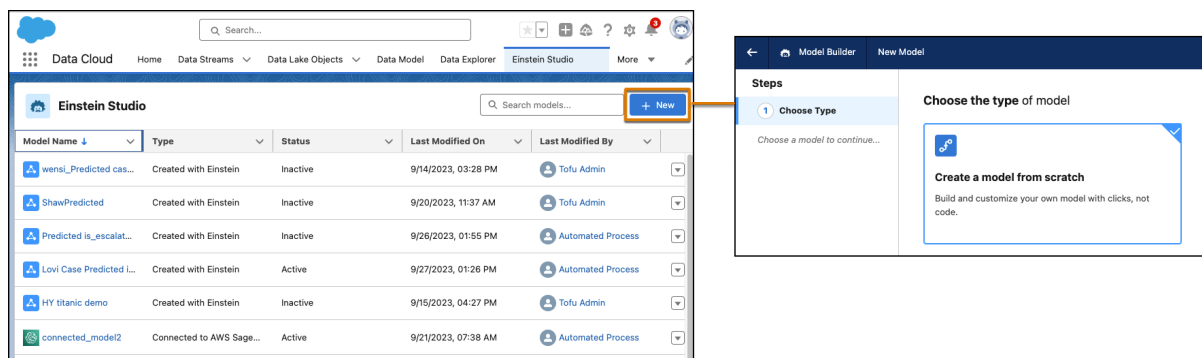 Search...
3
Data Cloud Home Data Streams Data Lake Objects Data Model Data Explorer Einstein Studio More
Einstein Studio Search models... + New
Model Name Type Status Last Modified On Last Modified By
wensi_Predicted cas... Created with Einstein Inactive 9/14/2023, 03:28 PM Tofu Admin
ShawPredicted Created with Einstein Inactive 9/20/2023, 11:37 AM Tofu Admin
Predicted is_escalat... Created with Einstein Inactive 9/26/2023, 01:55 PM Automated Process
Lovi Case Predicted i... Created with Einstein Active 9/27/2023, 01:26 PM Automated Process
HY titanic demo Created with Einstein Inactive 9/15/2023, 04:27 PM Tofu Admin
connected_model2 Connected to AWS Sage... Active 9/21/2023, 07:38 AM Automated Process
Model Builder New Model
Steps
1 Choose Type
Choose a model to continue...
Choose the type of model
Create a model from scratch
Build and customize your own model with clicks, not
code.